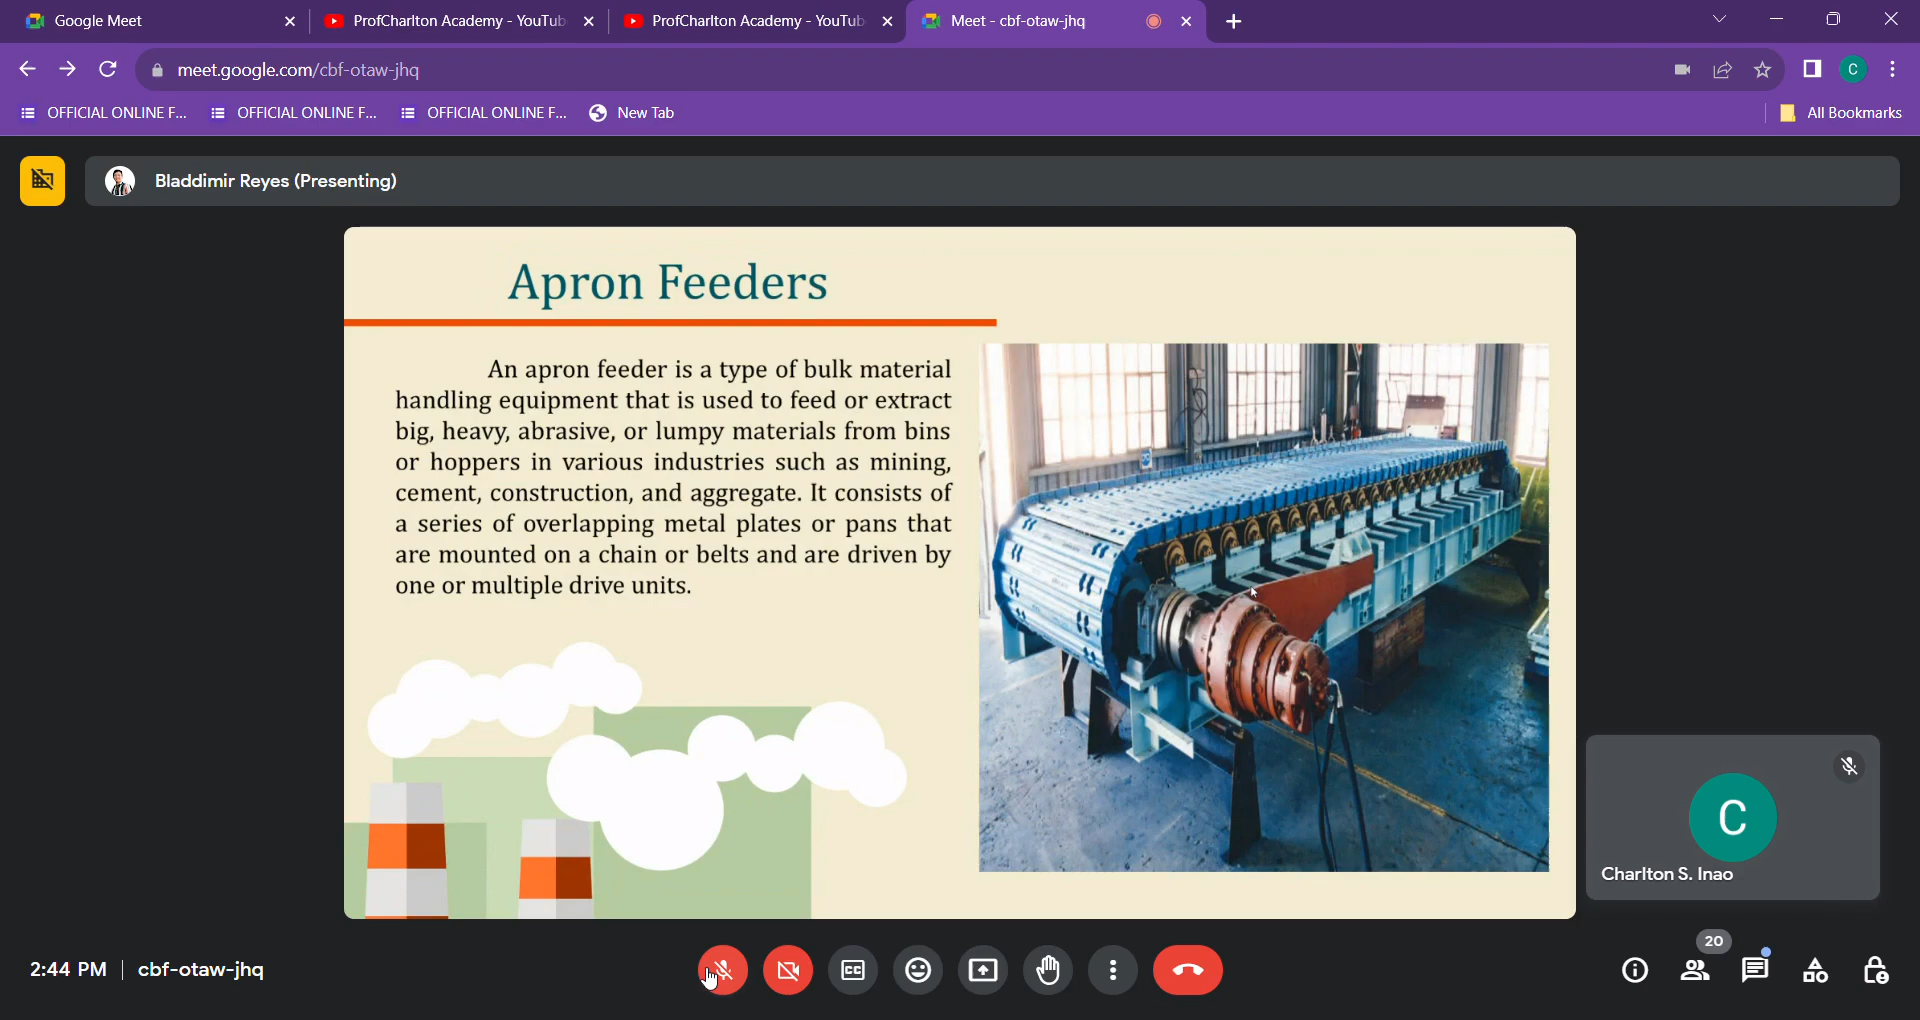 Google Meet
ProfCharlton Academy - YouTub
ProfCharlton Academy - YouTub
Meet - cbf-otaw-jhq
meet.google.com/cbf-otaw-jhq
C
OFFICIAL ONLINE F...
OFFICIAL ONLINE F...
OFFICIAL ONLINE F...
New Tab
All Bookmarks
Bladdimir Reyes (Presenting)
Apron Feeders
An apron feeder is a type of bulk material
handling equipment that is used to feed or extract
big, heavy, abrasive, or lumpy materials from bins
or hoppers in various industries such as mining,
cement, construction, and aggregate. It consists of
a series of overlapping metal plates or pans that
are mounted on a chain or belts and are driven by
one or multiple drive units.
C
Charlton S. Inao
2:44 PM | cbf-otaw-jhq
CC
20